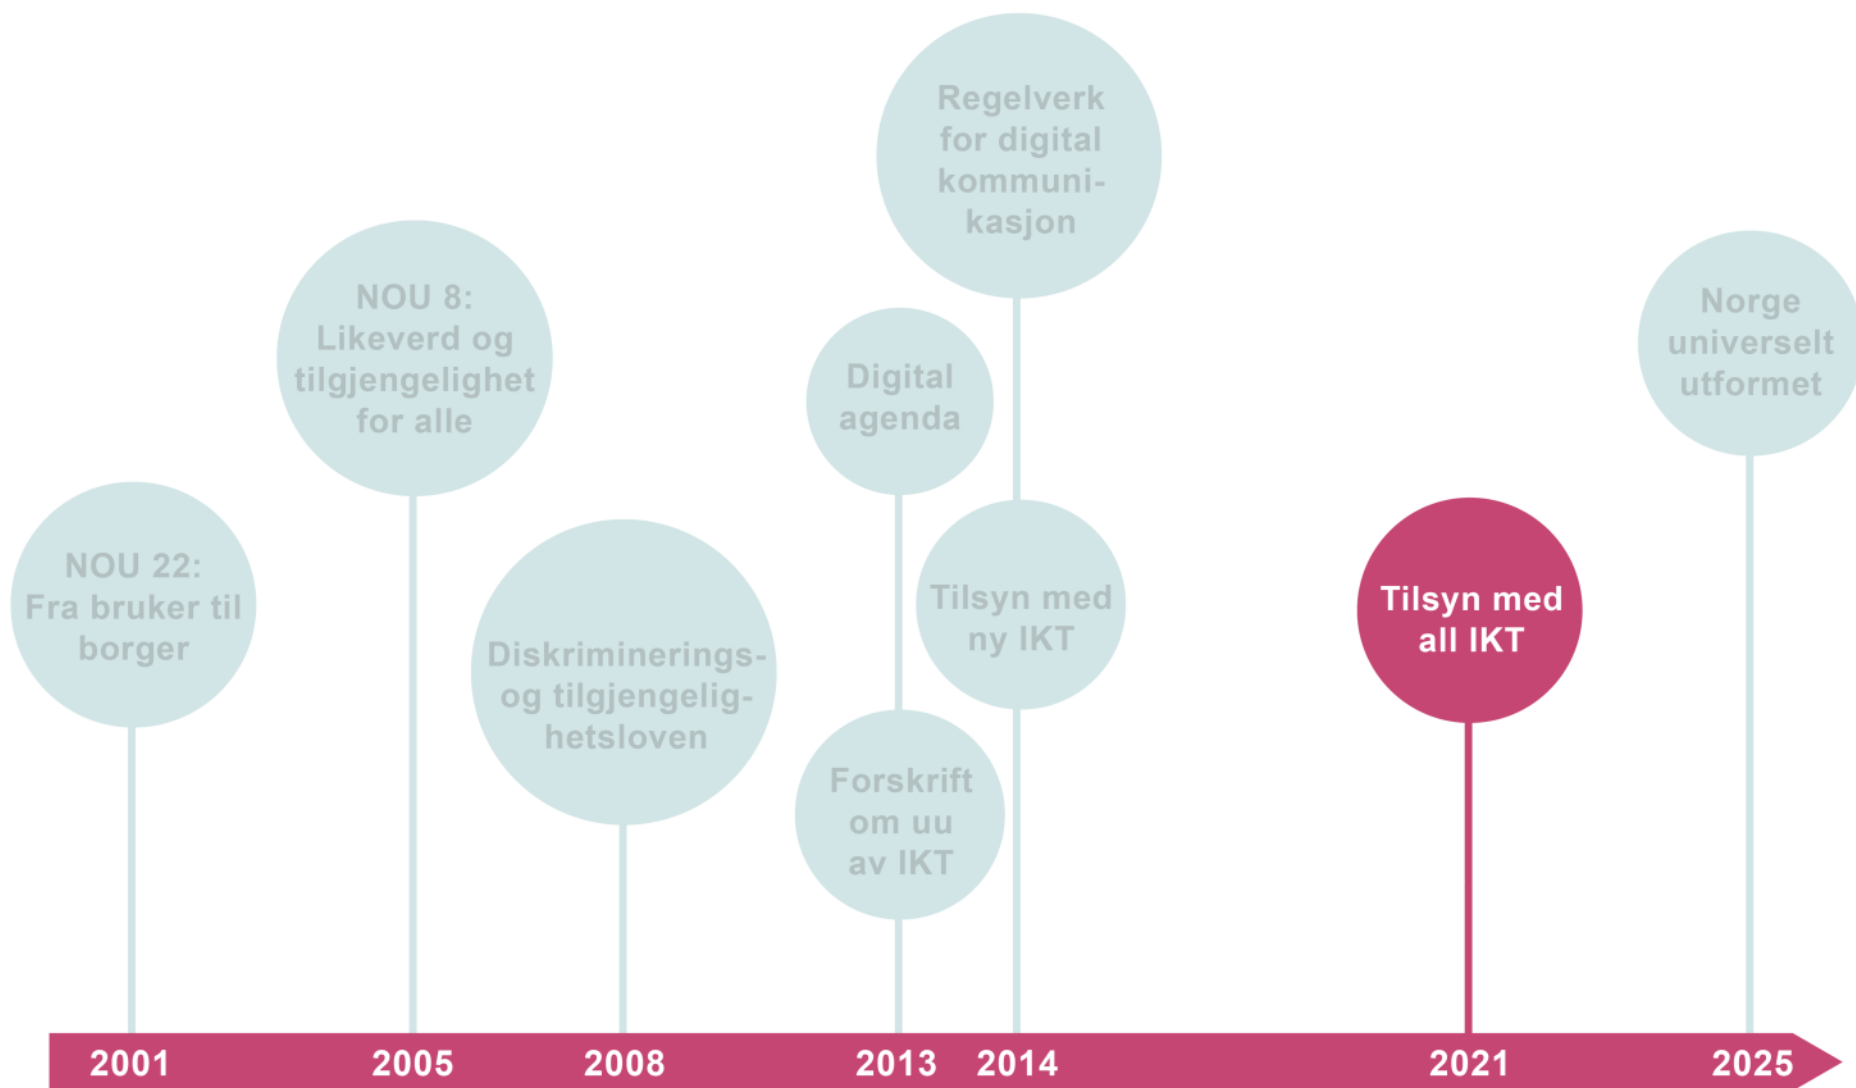 NOU 22:
Fra bruker til
borger
NOU 8:
Likeverd og
tilgjengelighet
for alle
Diskriminerings-
og tilgjengelig-
hetsloven
Digital
agenda
Forskrift
om uu
av IKT
Regelverk
for digital
kommuni-
kasjon
Tilsyn med
ny IKT
Tilsyn med
all IKT
Norge
universelt
utformet
2001
2005
2008
2013
2014
2021
2025